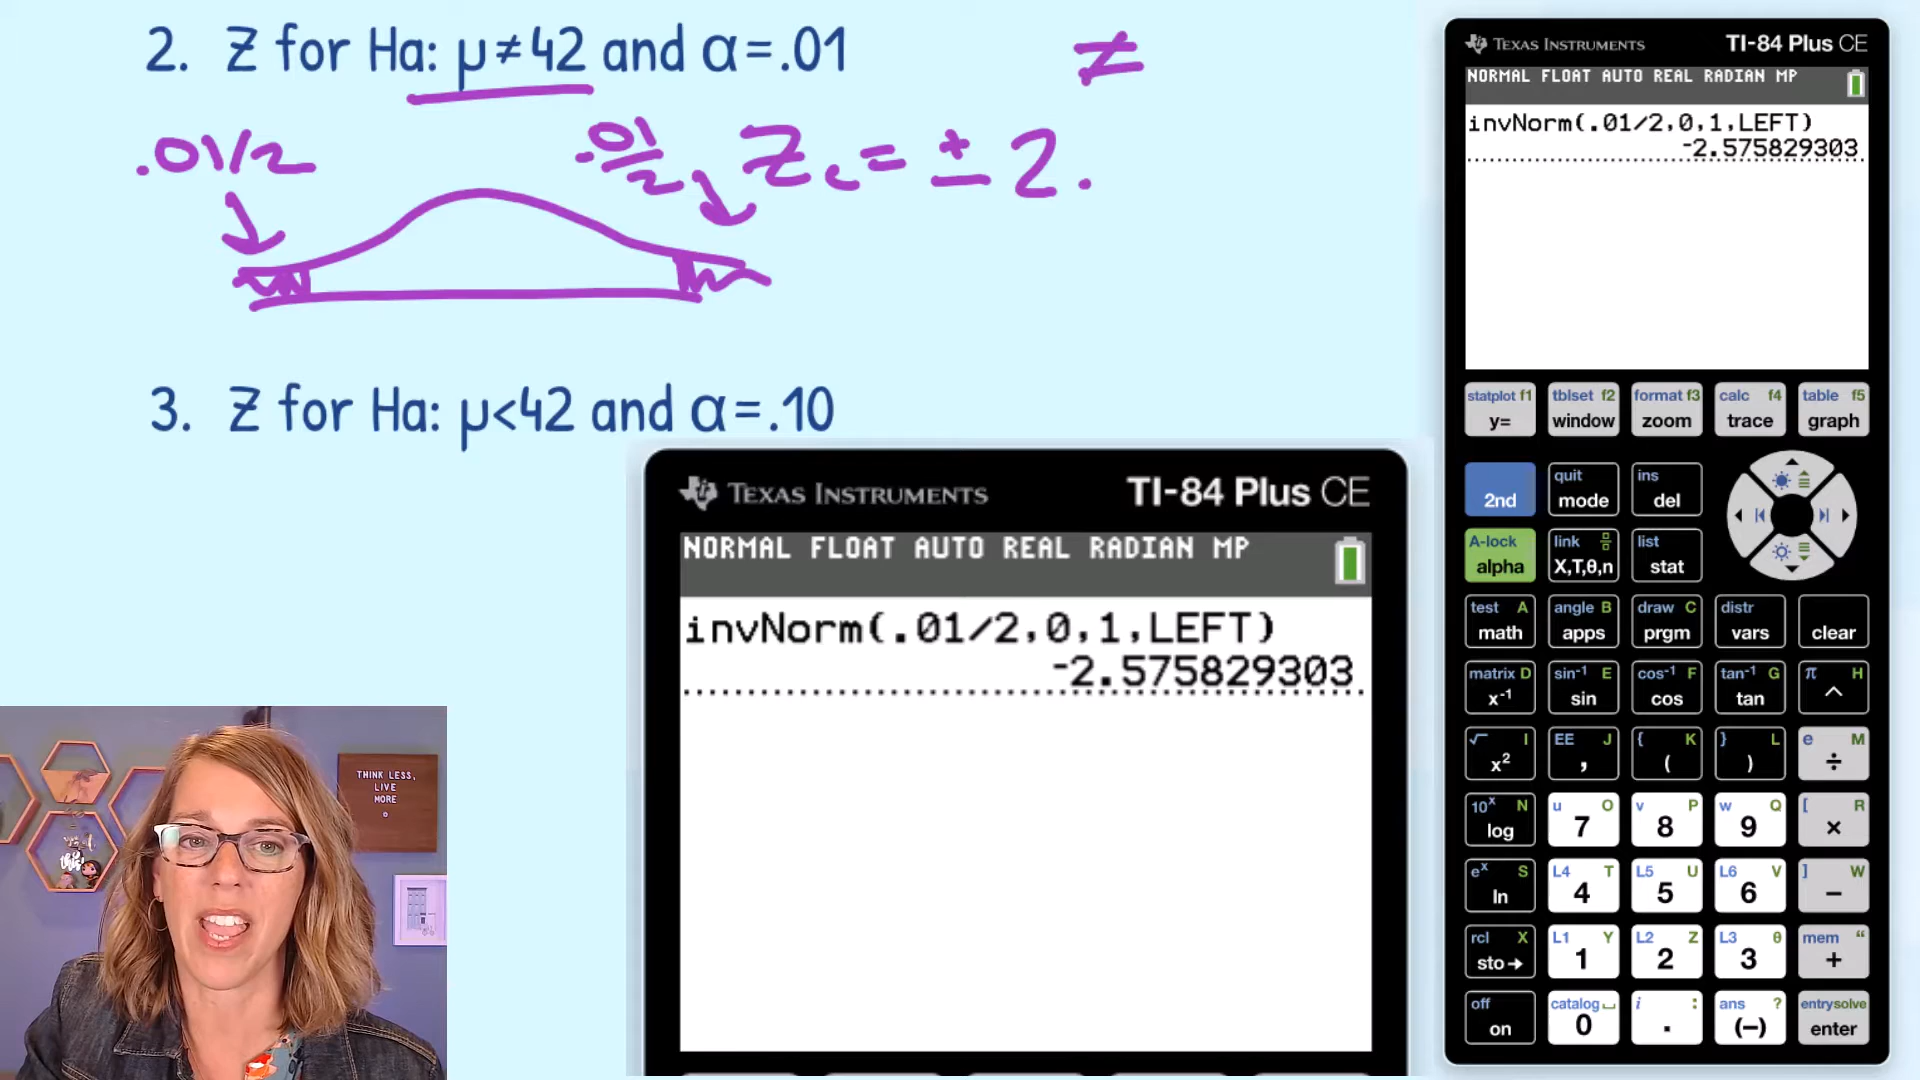 2. Z for Ha: μ≠42 and α=.01
≠
.01/2
.01/2
Zc = ± 2.
3. Z for Ha: μ<42 and α=.10
TEXAS INSTRUMENTS TI-84 Plus CE
NORMAL FLOAT AUTO REAL RADIAN MP
invNorm(.01/2,0,1,LEFT)
-2.575829303
THINK LESS,
LIVE
MORE
this!
TEXAS INSTRUMENTS TI-84 Plus CE
NORMAL FLOAT AUTO REAL RADIAN MP
invNorm(.01/2,0,1,LEFT)
-2.575829303
statplot f1 tblset f2 format f3 calc f4 table f5
y= window zoom trace graph
quit ins
2nd mode del
A-lock link list
alpha X,T,θ,n stat
test A angle B draw C distr
math apps prgm vars clear
matrix D sin⁻¹ E cos⁻¹ F tan⁻¹ G π H
x⁻¹ sin cos tan ^
√ I EE J { K } L e M
x² , ( ) ÷
10ˣ N u O v P w Q [ R
log 7 8 9 ×
eˣ S L4 T L5 U L6 V ] W
ln 4 5 6 −
rcl X L1 Y L2 Z L3 θ mem “
sto→ 1 2 3 +
off catalog i : ans ? entry solve
on 0 . (−) enter